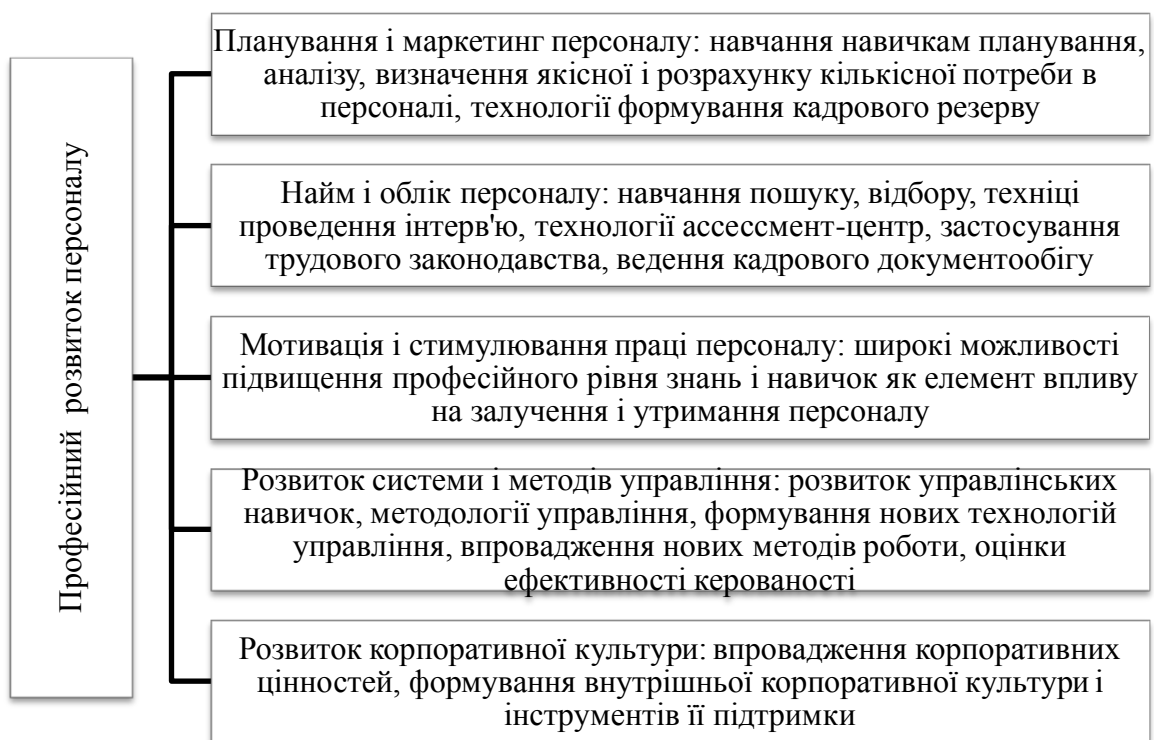 Професійний розвиток персоналу
Планування і маркетинг персоналу: навчання навичкам планування,
аналізу, визначення якісної і розрахунку кількісної потреби в
персоналі, технології формування кадрового резерву
Найм і облік персоналу: навчання пошуку, відбору, техніці
проведення інтерв'ю, технології ассессмент-центр, застосування
трудового законодавства, ведення кадрового документообігу
Мотивація і стимулювання праці персоналу: широкі можливості
підвищення професійного рівня знань і навичок як елемент впливу
на залучення і утримання персоналу
Розвиток системи і методів управління: розвиток управлінських
навичок, методології управління, формування нових технологій
управління, впровадження нових методів роботи, оцінки
ефективності керованості
Розвиток корпоративної культури: впровадження корпоративних
цінностей, формування внутрішньої корпоративної культури і
інструментів її підтримки